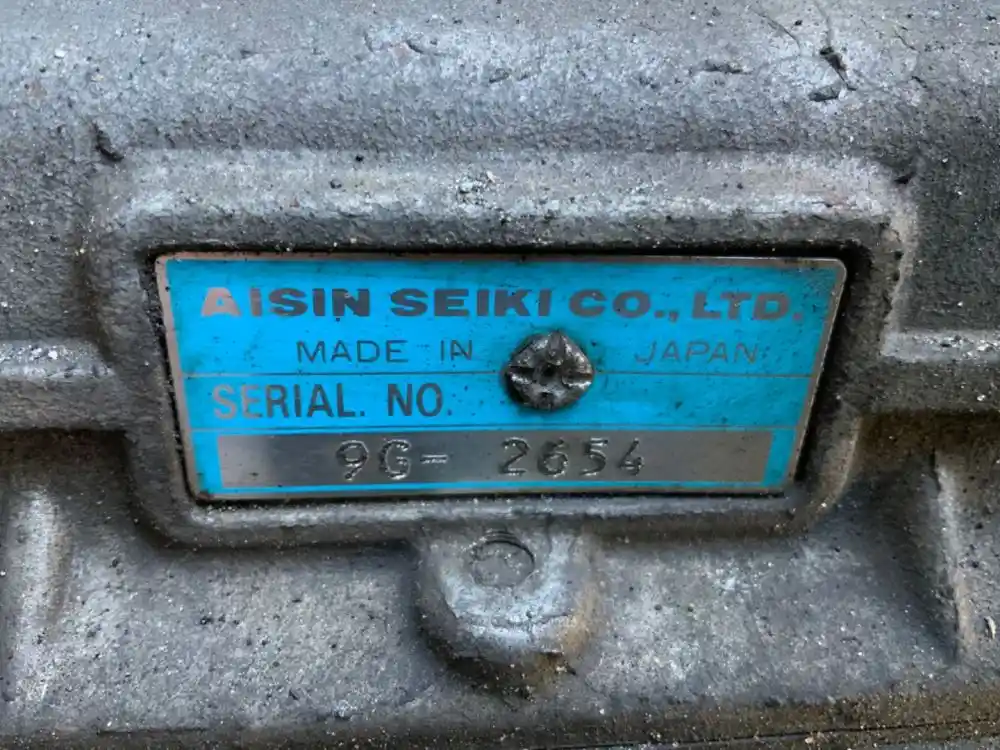 AISIN SEIKI CO., LTD.
MADE IN JAPAN
SERIAL. NO.
9G- 2654